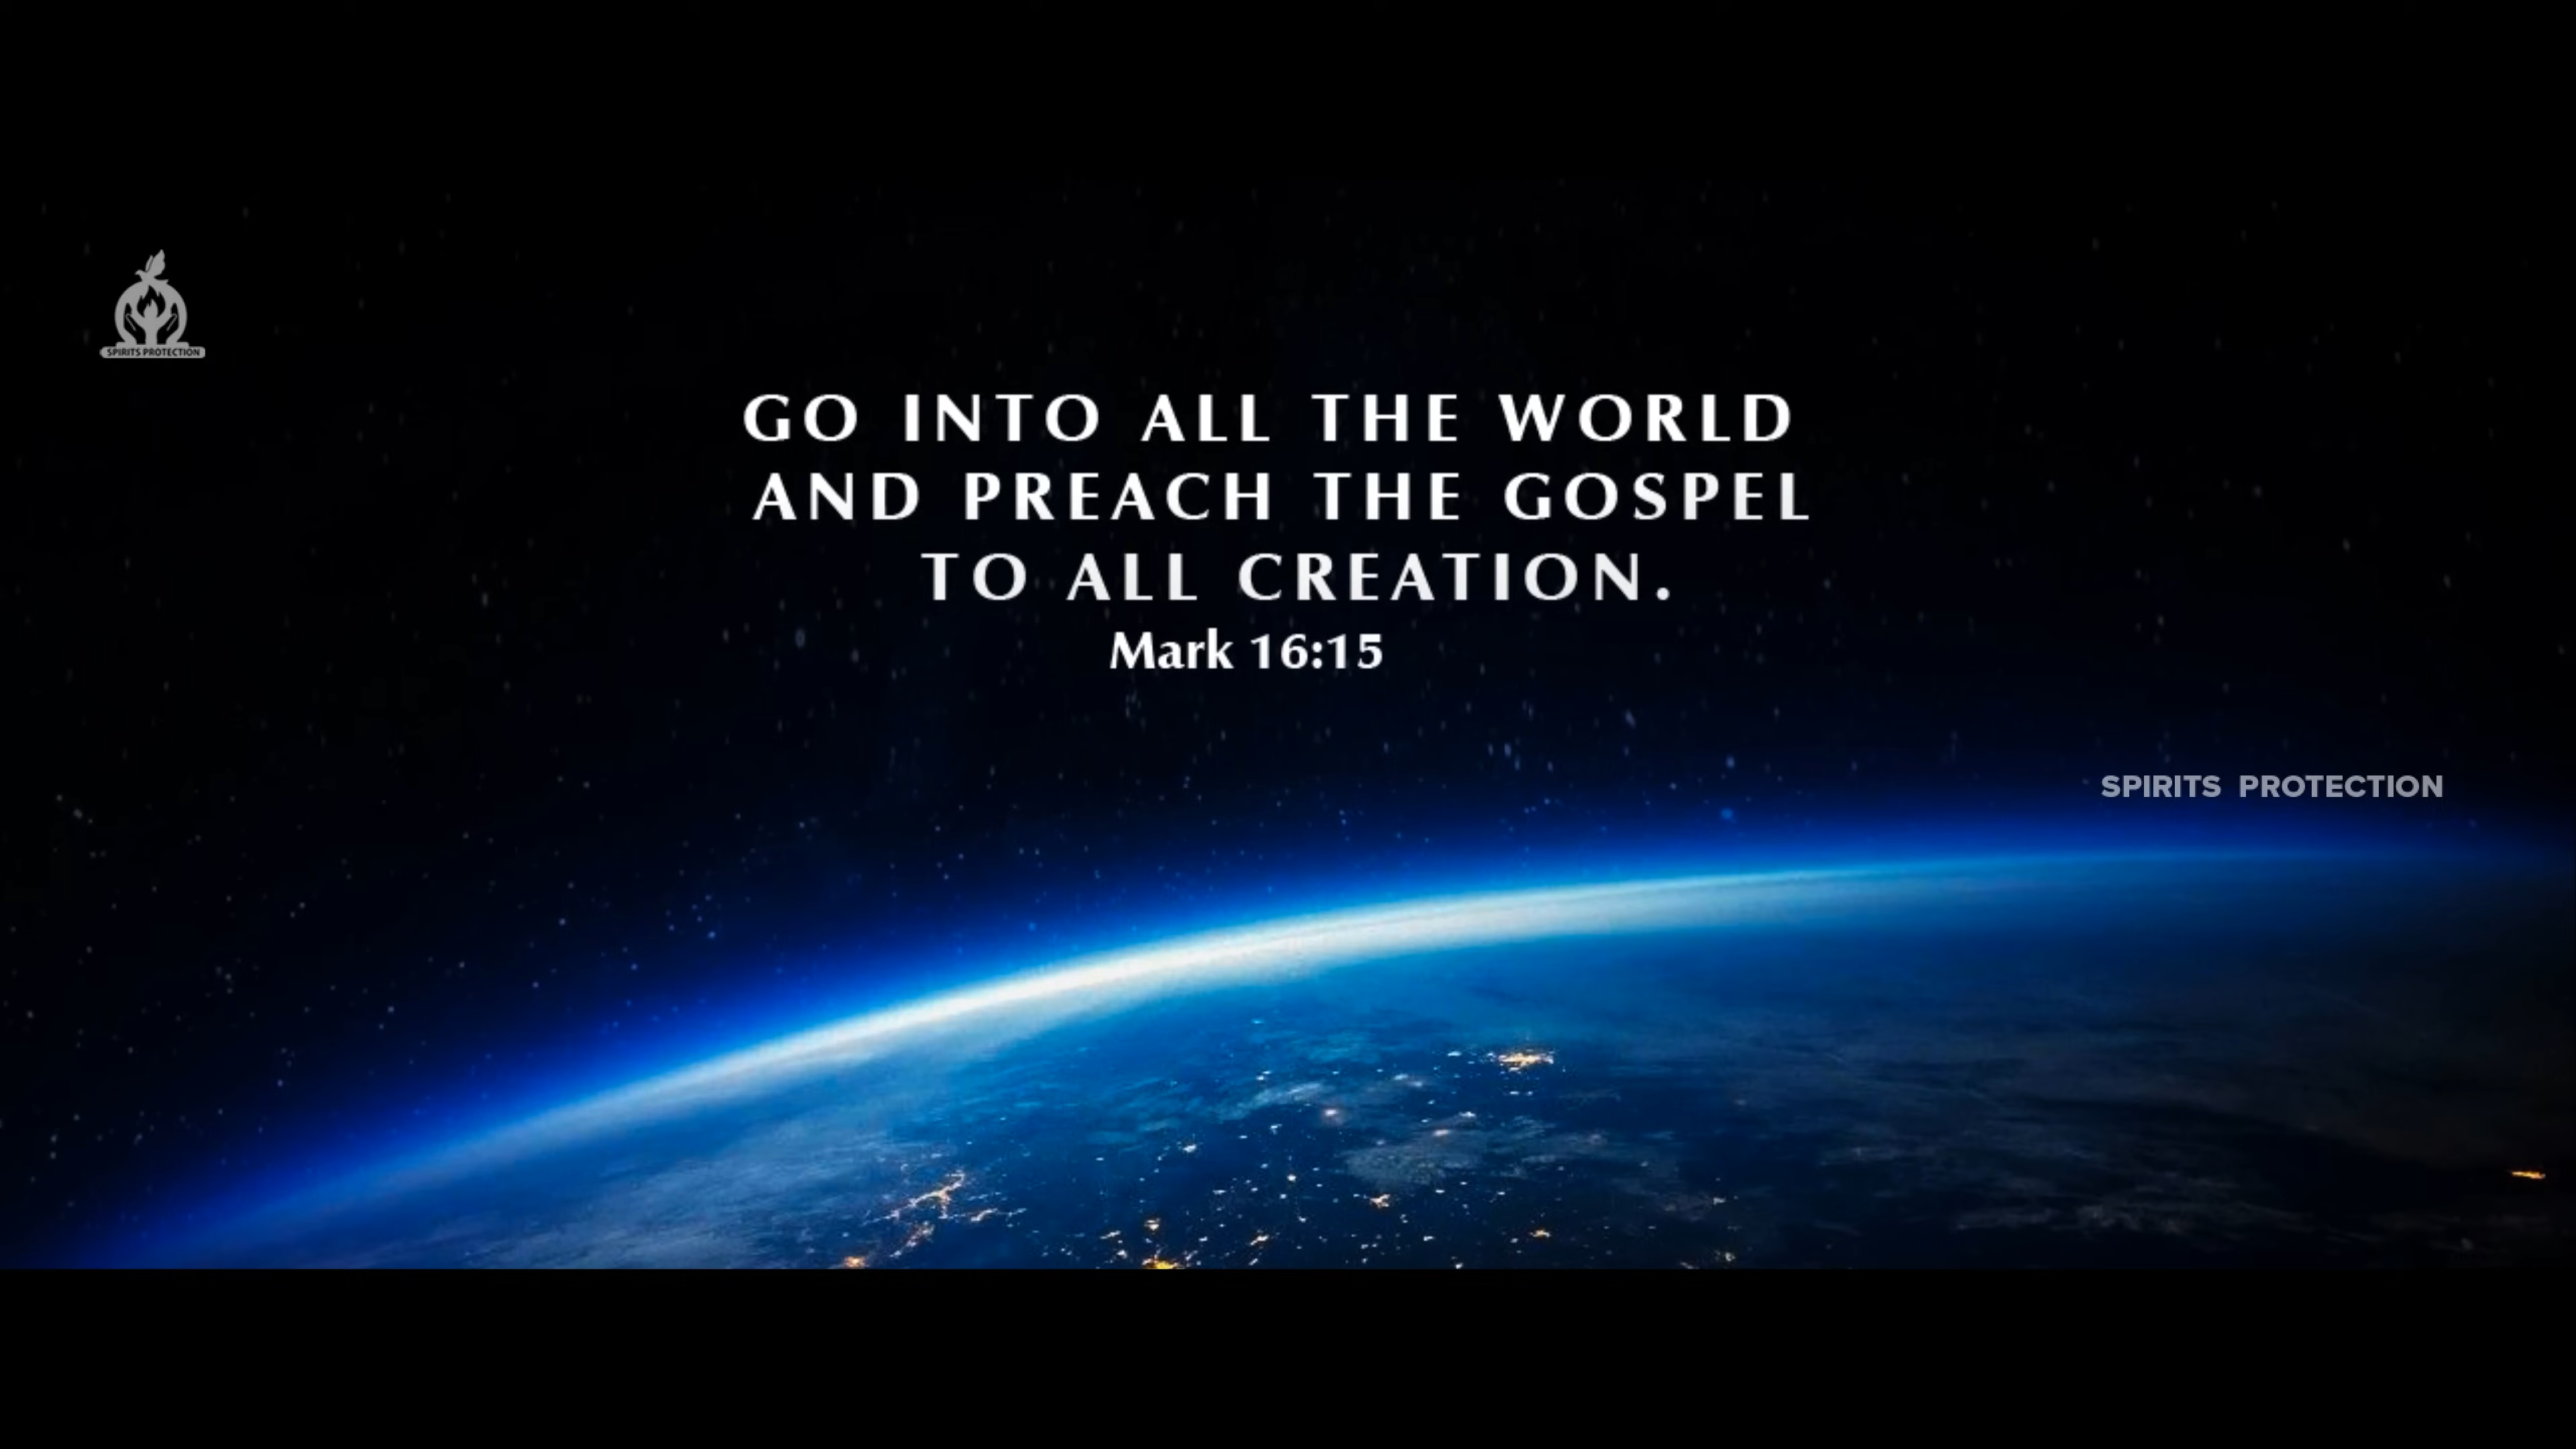 SPIRITS PROTECTION
GO INTO ALL THE WORLD
AND PREACH THE GOSPEL
TO ALL CREATION.
Mark 16:15
SPIRITS PROTECTION